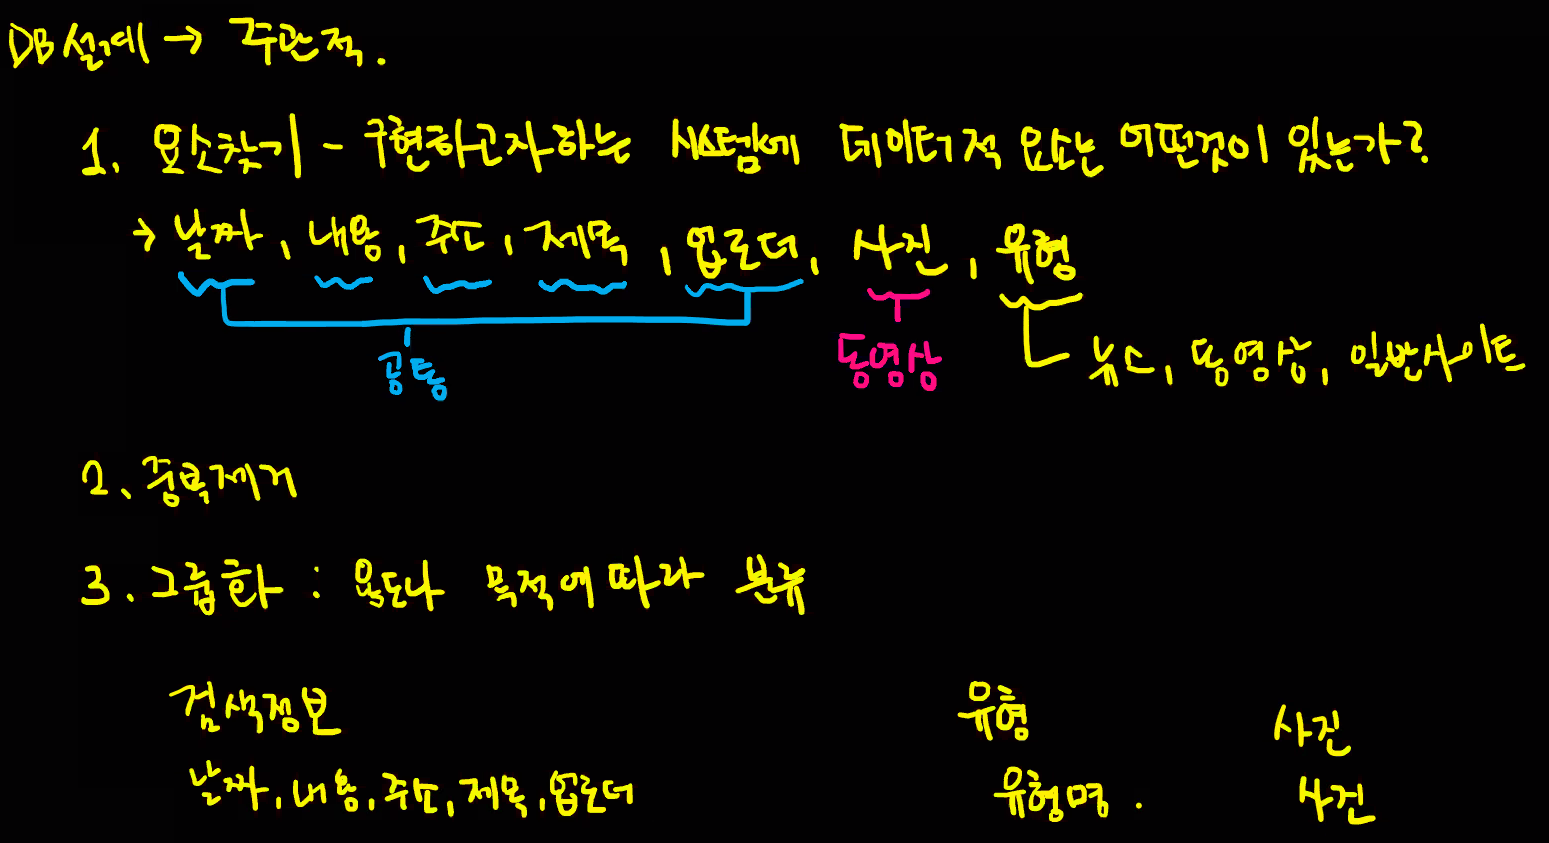 DB설계 → 주관적.
1. 요소찾기 - 구현하고자하는 시스템에 데이터적 요소는 어떤것이 있는가?
→ 날짜, 내용, 주소, 제목, 업로더, 사진, 유형
공통
동영상
뉴스, 동영상, 일반사이트
2. 중복제거
3. 그룹화 : 용도나 목적에 따라 분류
검색정보 유형 사진
날짜, 내용, 주소, 제목, 업로더 유형명. 사진